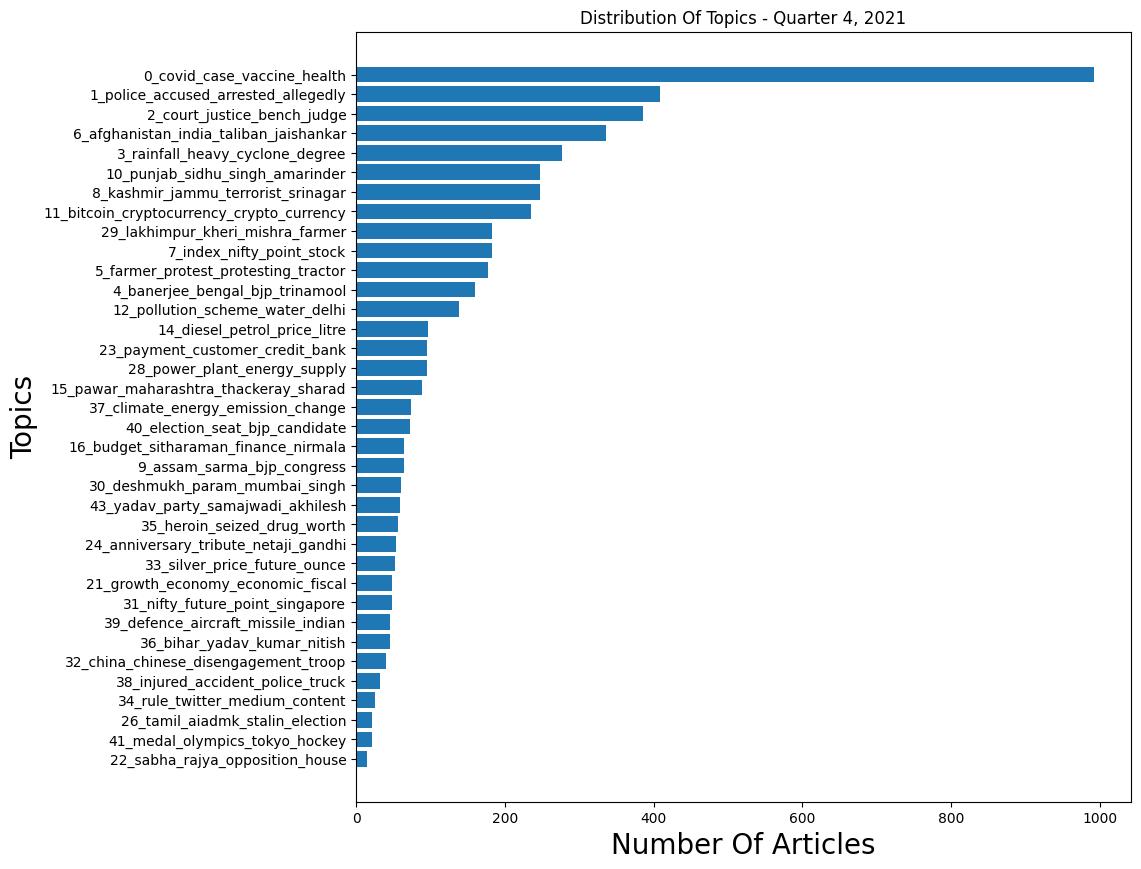 Distribution Of Topics - Quarter 4, 2021
Topics
0_covid_case_vaccine_health
1_police_accused_arrested_allegedly
2_court_justice_bench_judge
6_afghanistan_india_taliban_jaishankar
3_rainfall_heavy_cyclone_degree
10_punjab_sidhu_singh_amarinder
8_kashmir_jammu_terrorist_srinagar
11_bitcoin_cryptocurrency_crypto_currency
29_lakhimpur_kheri_mishra_farmer
7_index_nifty_point_stock
5_farmer_protest_protesting_tractor
4_banerjee_bengal_bjp_trinamool
12_pollution_scheme_water_delhi
14_diesel_petrol_price_litre
23_payment_customer_credit_bank
28_power_plant_energy_supply
15_pawar_maharashtra_thackeray_sharad
37_climate_energy_emission_change
40_election_seat_bjp_candidate
16_budget_sitharaman_finance_nirmala
9_assam_sarma_bjp_congress
30_deshmukh_param_mumbai_singh
43_yadav_party_samajwadi_akhilesh
35_heroin_seized_drug_worth
24_anniversary_tribute_netaji_gandhi
33_silver_price_future_ounce
21_growth_economy_economic_fiscal
31_nifty_future_point_singapore
39_defence_aircraft_missile_indian
36_bihar_yadav_kumar_nitish
32_china_chinese_disengagement_troop
38_injured_accident_police_truck
34_rule_twitter_medium_content
26_tamil_aiadmk_stalin_election
41_medal_olympics_tokyo_hockey
22_sabha_rajya_opposition_house
0 200 400 600 800 1000
Number Of Articles